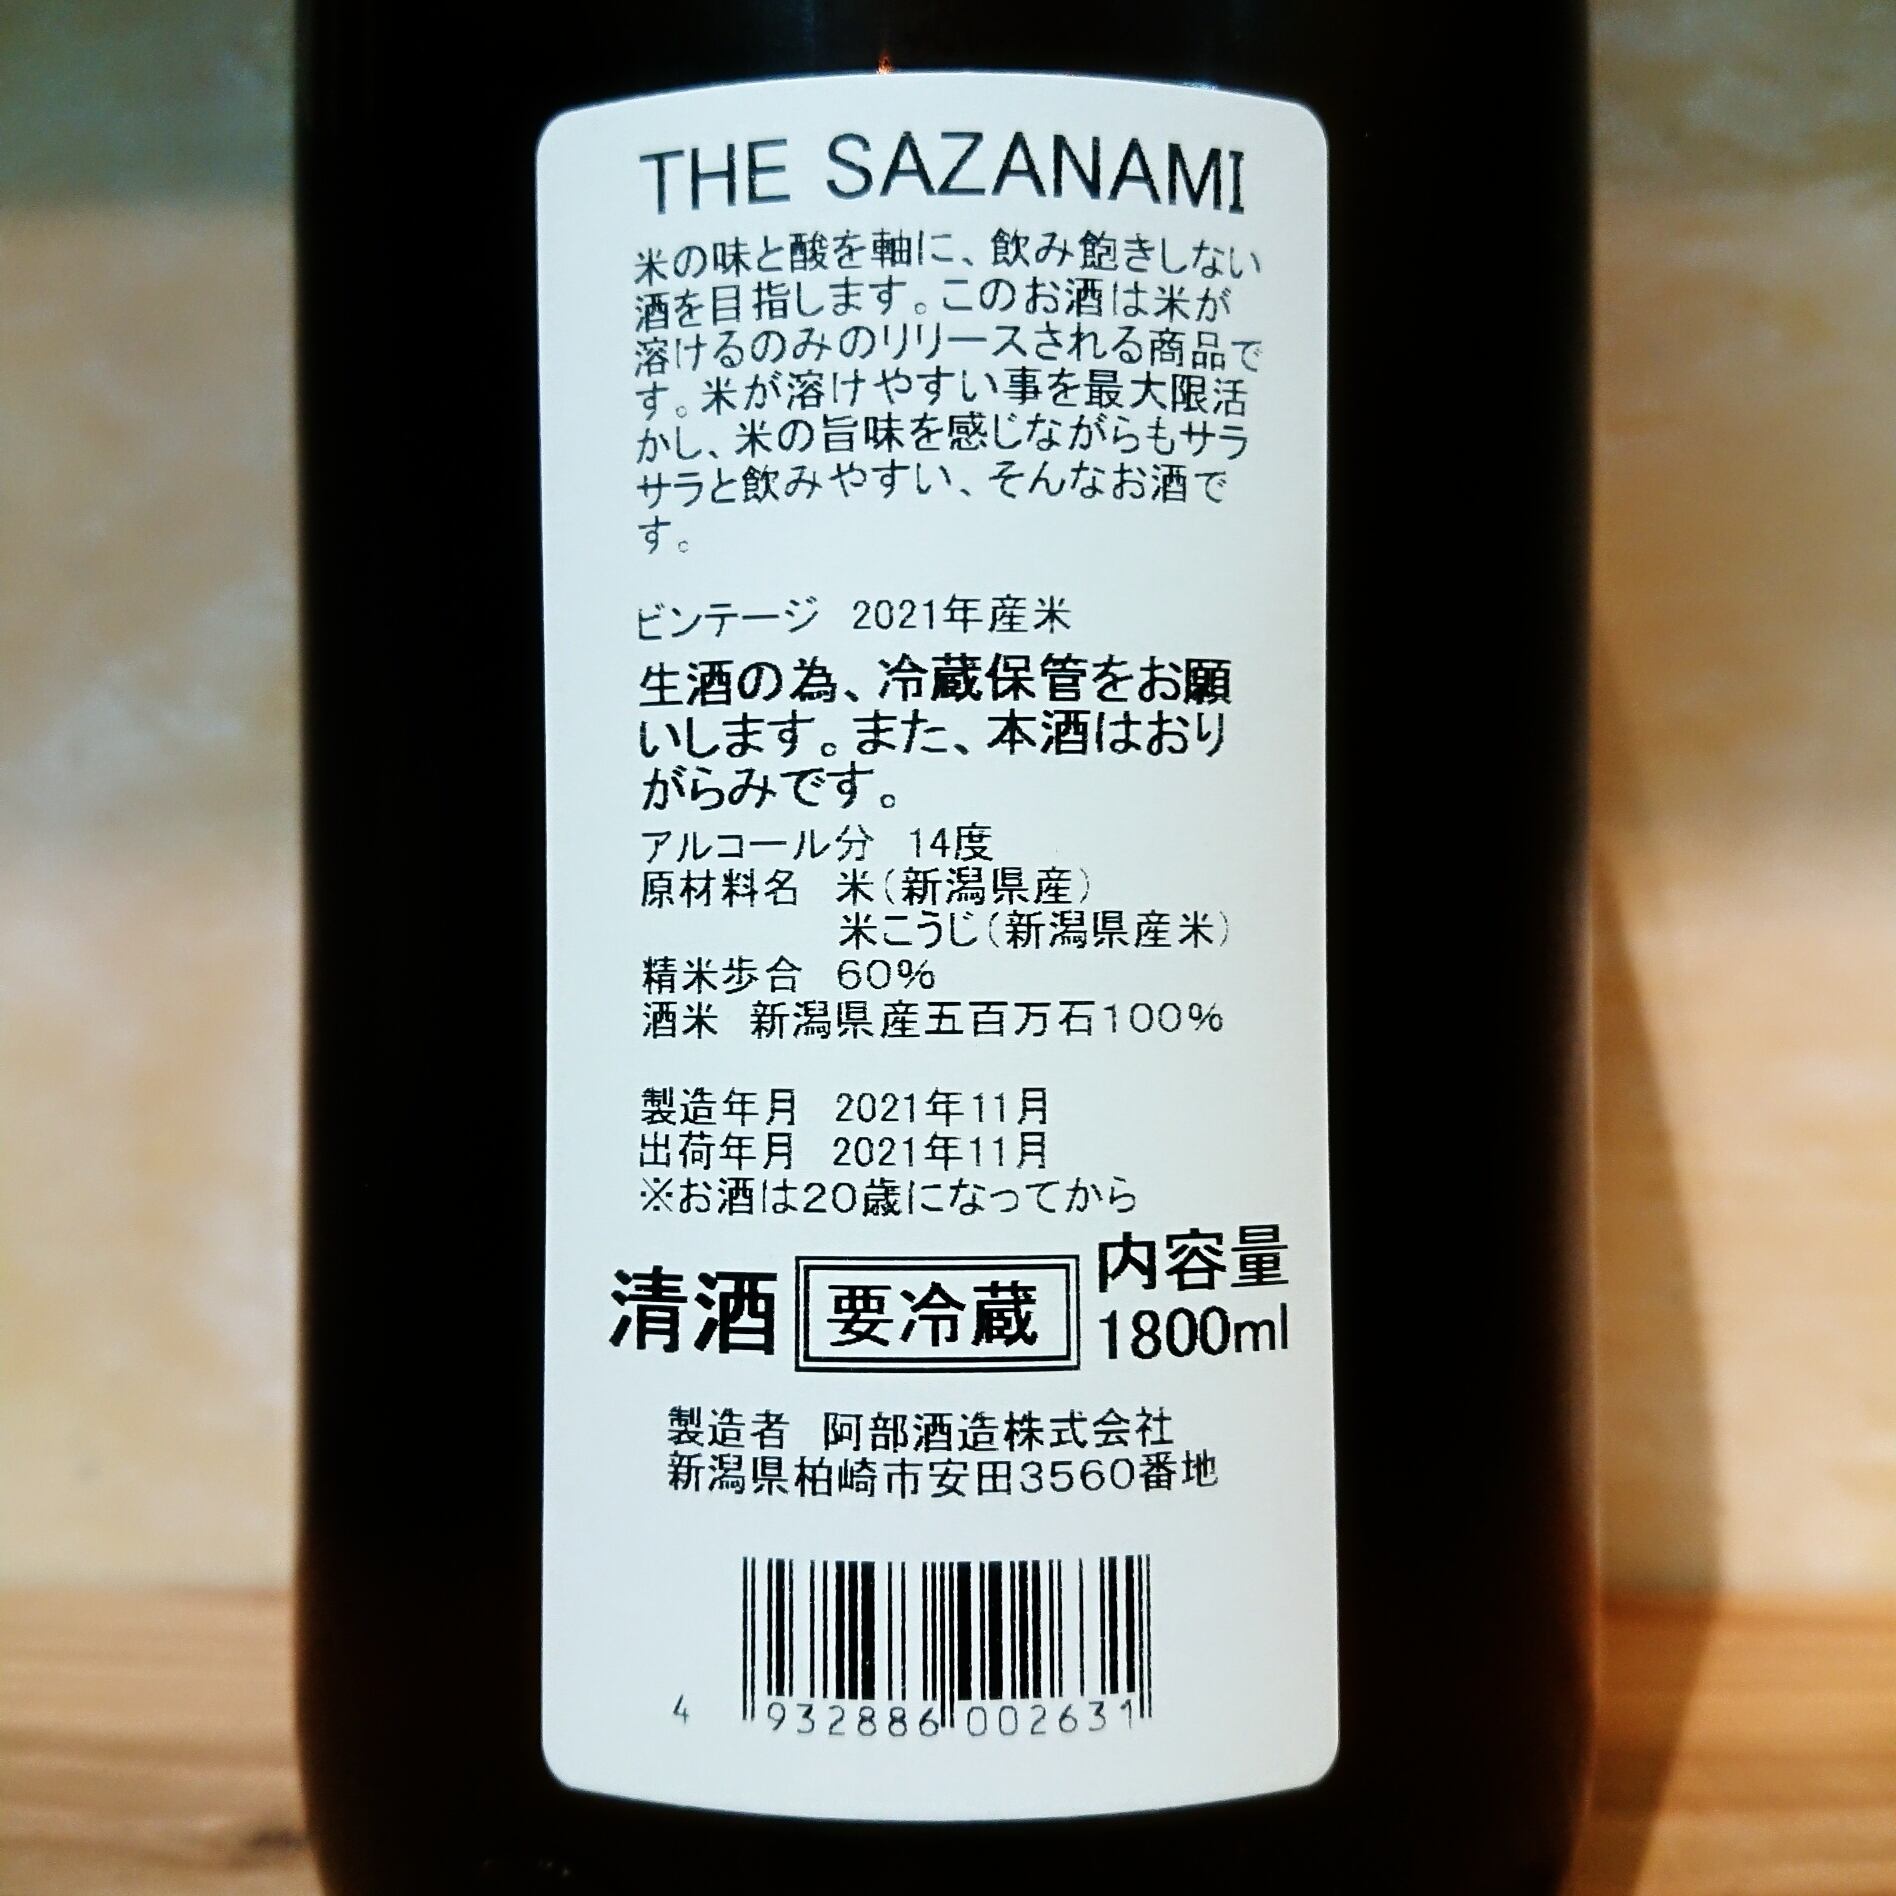 THE SAZANAMI
米の味と酸を軸に、飲み飽きしない
酒を目指します。このお酒は米が
溶けるのみのリリースされる商品で
す。米が溶けやすい事を最大限活
かし、米の旨味を感じながらもサラ
サラと飲みやすい、そんなお酒で
す。
ビンテージ 2021年産米
生酒の為、冷蔵保管をお願
いします。また、本酒はおり
がらみです。
アルコール分 14度
原材料名 米(新潟県産)
米こうじ(新潟県産米)
精米歩合 60%
酒米 新潟県産五百万石100%
製造年月 2021年11月
出荷年月 2021年11月
※お酒は20歳になってから
清酒 要冷蔵 内容量
1800ml
製造者 阿部酒造株式会社
新潟県柏崎市安田3560番地
4 932886 002631